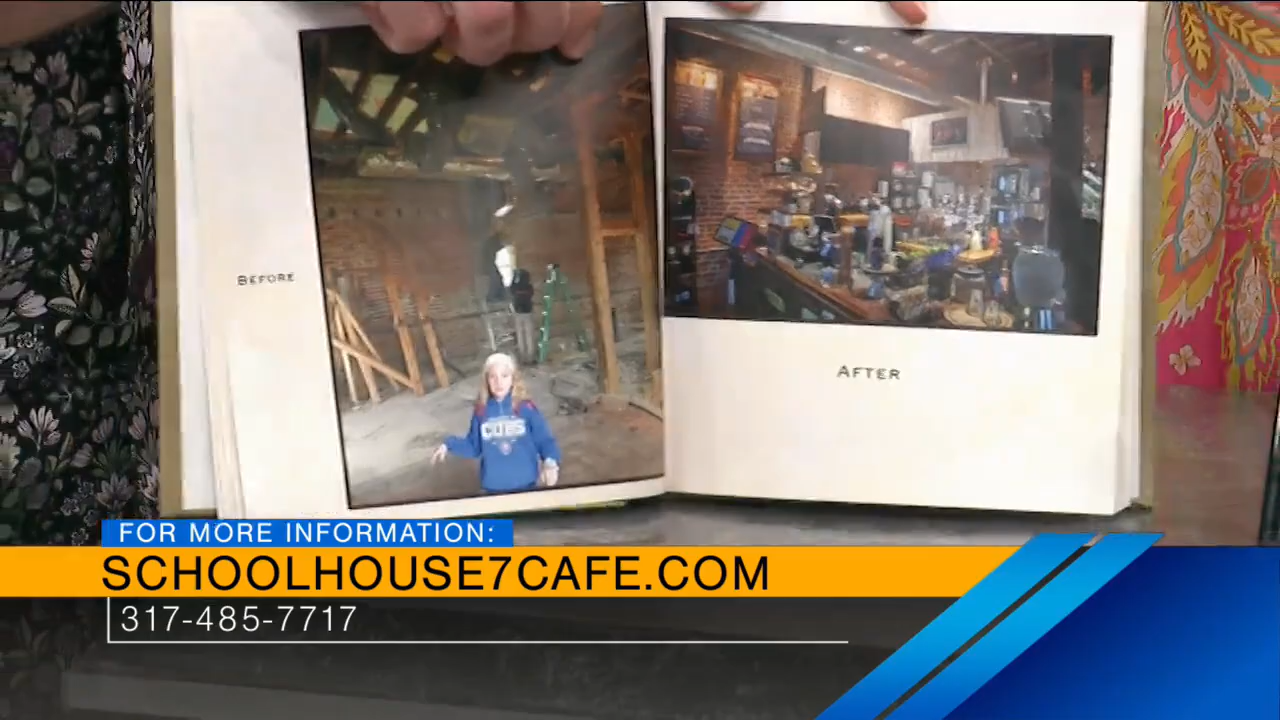 BEFORE
CUBS
AFTER
FOR MORE INFORMATION:
SCHOOLHOUSE7CAFE.COM
317-485-7717